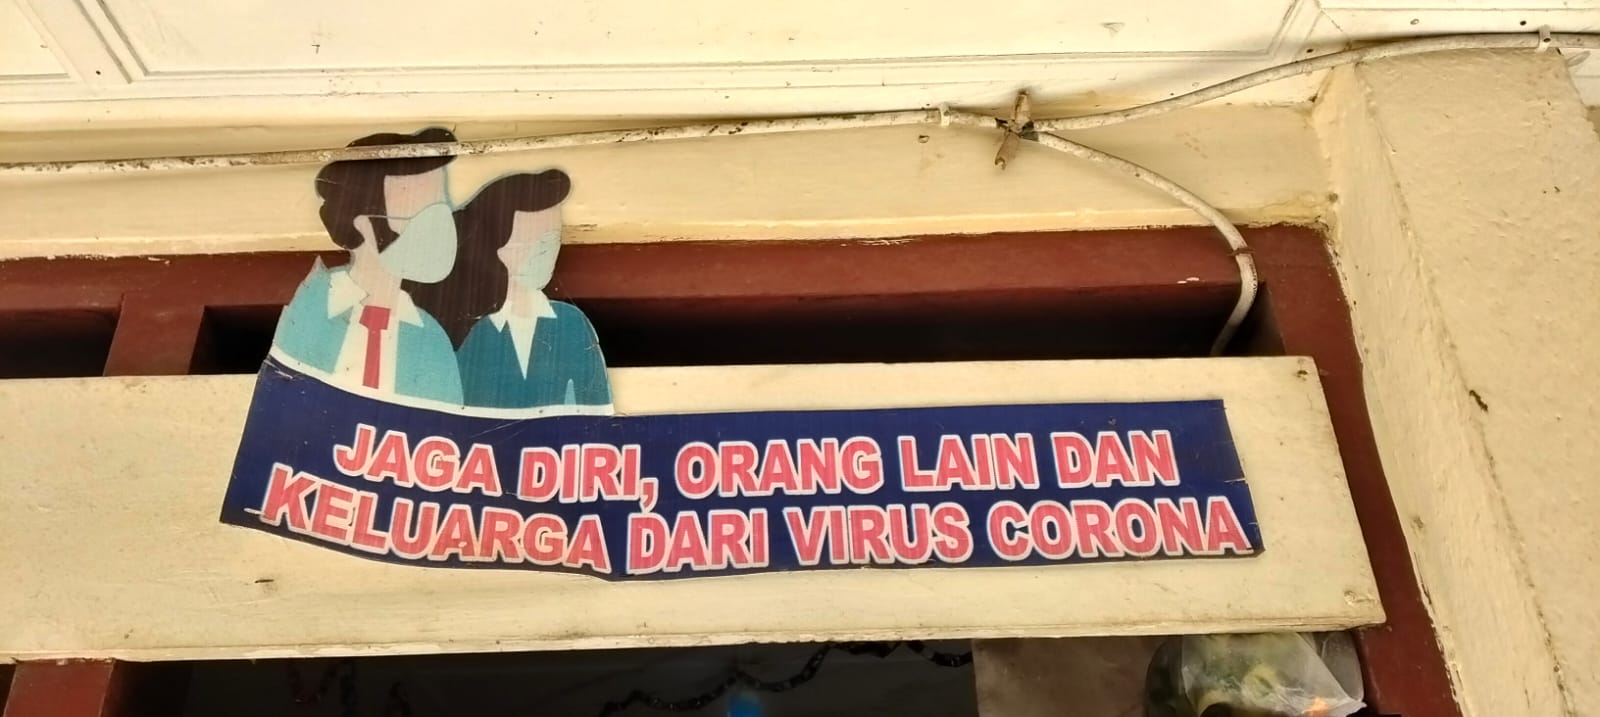 JAGA DIRI, ORANG LAIN DAN
KELUARGA DARI VIRUS CORONA